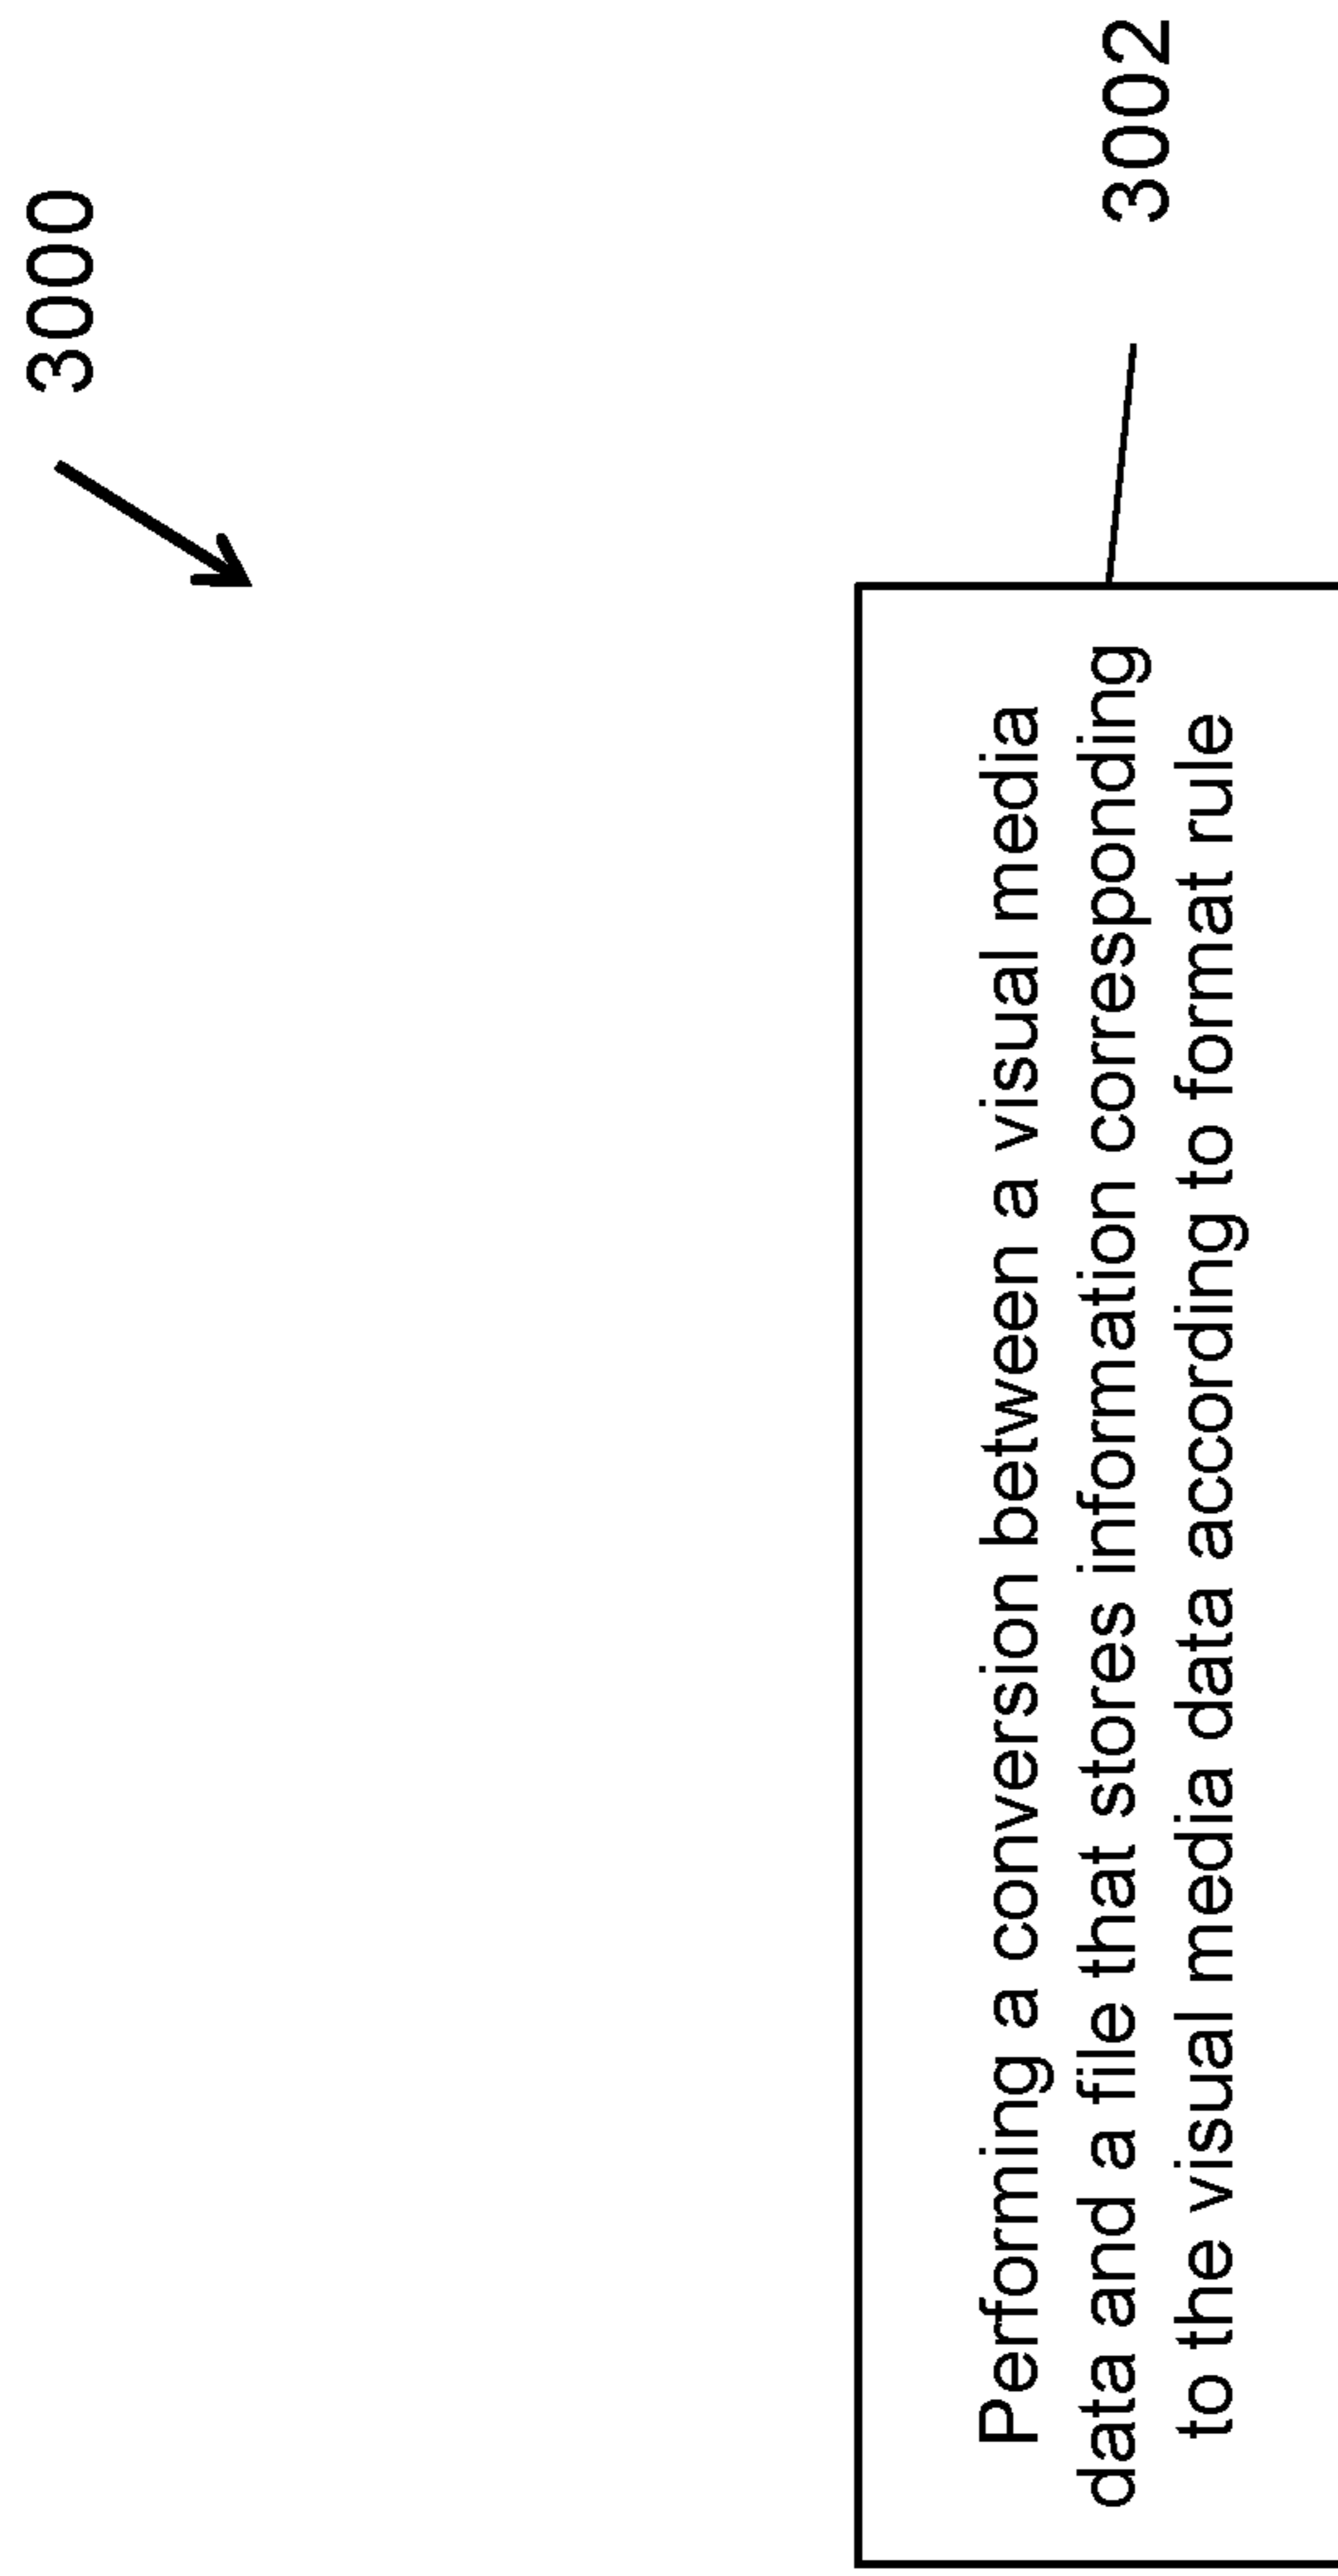 3000
Performing a conversion between a visual media
data and a file that stores information corresponding
to the visual media data according to format rule
3002